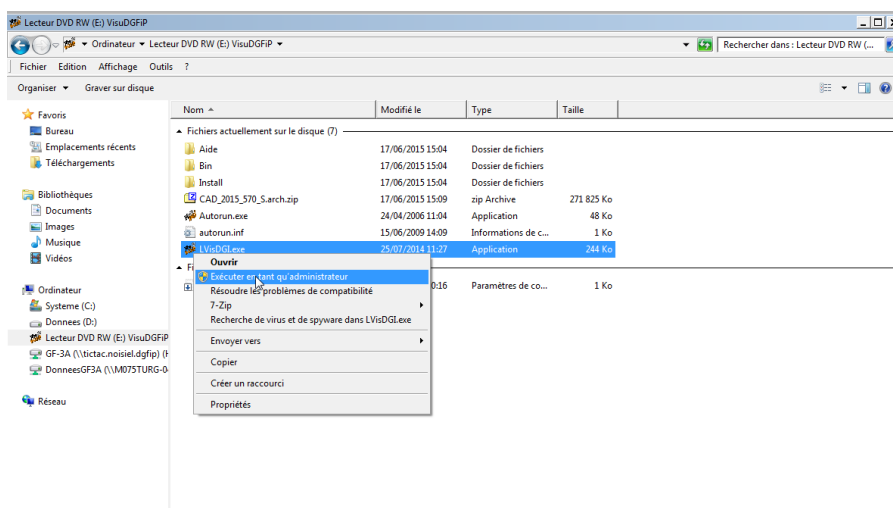 Lecteur DVD RW (E:) VisuDGFiP
Ordinateur Lecteur DVD RW (E:) VisuDGFiP Rechercher dans : Lecteur DVD RW (...
Fichier Edition Affichage Outils ?
Organiser Graver sur disque
Nom Modifié le Type Taille
Favoris
Bureau
Emplacements récents
Téléchargements
Bibliothèques
Documents
Images
Musique
Vidéos
Ordinateur
Systeme (C:)
Donnees (D:)
Lecteur DVD RW (E:) VisuDGFiP
GF-3A (\\tictac.noisiel.dgfip) (H
DonneesGF3A (\\M075TURG-0
Réseau
Fichiers actuellement sur le disque (7)
Aide 17/06/2015 15:04 Dossier de fichiers
Bin 17/06/2015 15:04 Dossier de fichiers
Install 17/06/2015 15:04 Dossier de fichiers
CAD_2015_570_S.arch.zip 17/06/2015 15:09 zip Archive 271 825 Ko
Autorun.exe 24/04/2006 11:04 Application 48 Ko
autorun.inf 15/06/2009 14:09 Informations de c... 1 Ko
LVisDGI.exe 25/07/2014 11:27 Application 244 Ko
Fi
0:16 Paramètres de co... 1 Ko
Ouvrir
Exécuter en tant qu'administrateur
Résoudre les problèmes de compatibilité
7-Zip
Recherche de virus et de spyware dans LVisDGI.exe
Envoyer vers
Copier
Créer un raccourci
Propriétés